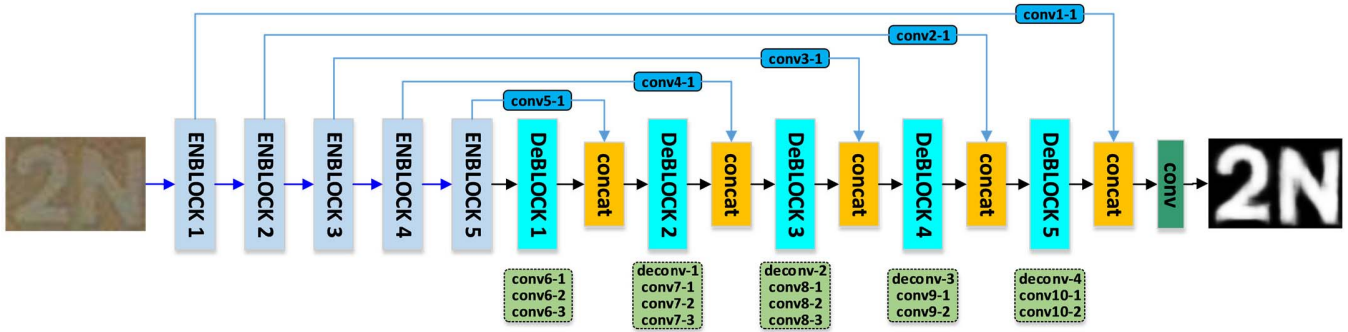 conv1-1
conv2-1
conv3-1
conv4-1
conv5-1
2N
ENBLOCK 1
ENBLOCK 2
ENBLOCK 3
ENBLOCK 4
ENBLOCK 5
DeBLOCK 1
concat
DeBLOCK 2
concat
DeBLOCK 3
concat
DeBLOCK 4
concat
DeBLOCK 5
concat
conv
2N
conv6-1
conv6-2
conv6-3
deconv-1
conv7-1
conv7-2
conv7-3
deconv-2
conv8-1
conv8-2
conv8-3
deconv-3
conv9-1
conv9-2
deconv-4
conv10-1
conv10-2